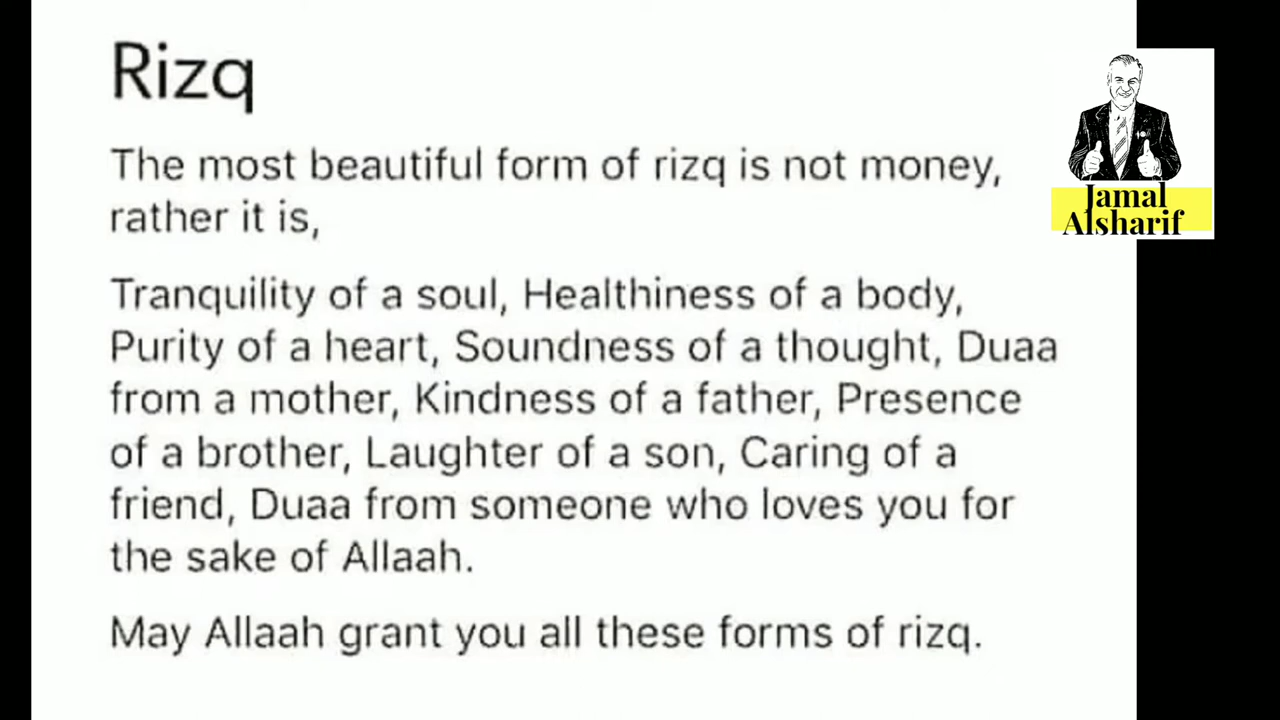 Rizq
The most beautiful form of rizq is not money,
rather it is,
Tranquility of a soul, Healthiness of a body,
Purity of a heart, Soundness of a thought, Duaa
from a mother, Kindness of a father, Presence
of a brother, Laughter of a son, Caring of a
friend, Duaa from someone who loves you for
the sake of Allaah.
May Allaah grant you all these forms of rizq.
Jamal
Alsharif